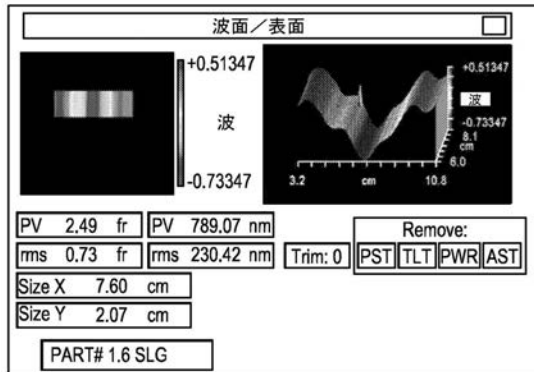 波面／表面
+0.51347
波
-0.73347
+0.51347
波
-0.73347
8.1
cm
6.0
3.2 cm 10.8
PV 2.49 fr PV 789.07 nm
rms 0.73 fr rms 230.42 nm Trim: 0
Remove:
PST TLT PWR AST
Size X 7.60 cm
Size Y 2.07 cm
PART# 1.6 SLG